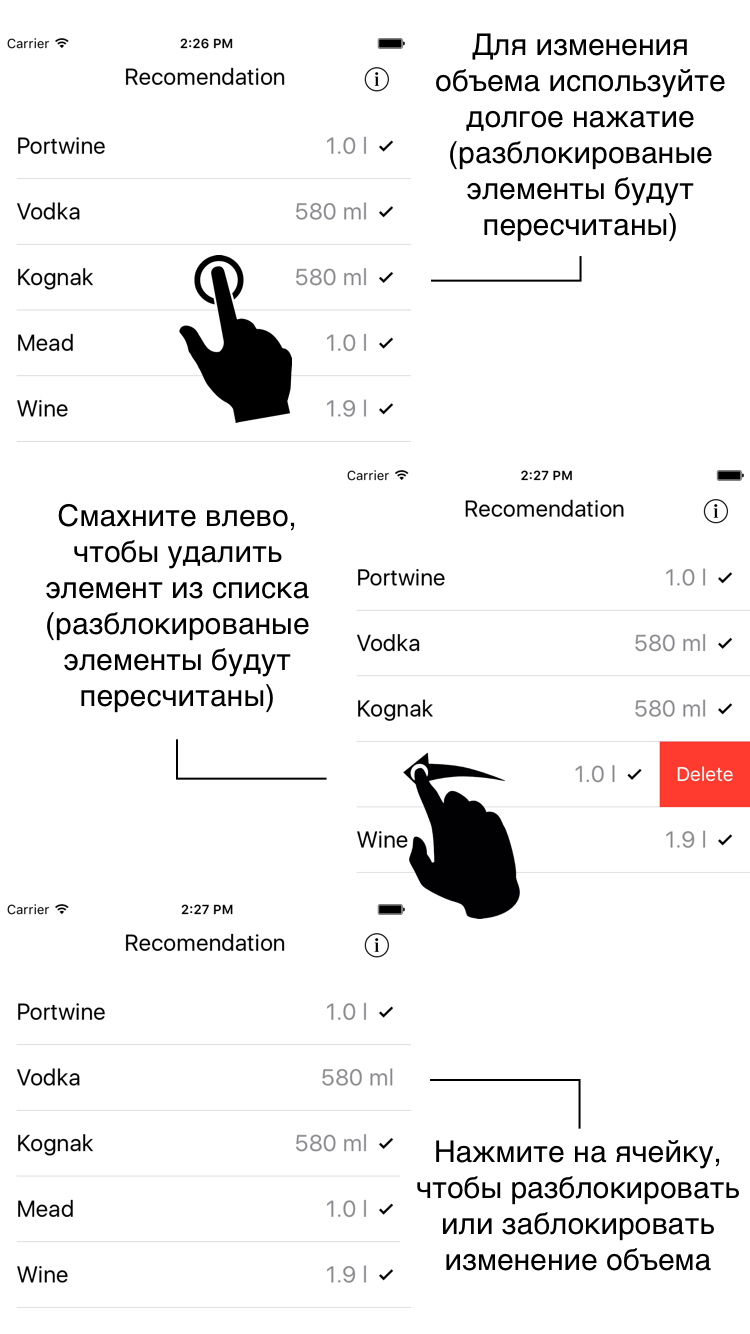 Carrier 2:26 PM
Recomendation
Portwine 1.0 l
Vodka 580 ml
Kognak 580 ml
Mead 1.0 l
Wine 1.9 l
Для изменения
объема используйте
долгое нажатие
(разблокированые
элементы будут
пересчитаны)
Смахните влево,
чтобы удалить
элемент из списка
(разблокированые
элементы будут
пересчитаны)
Carrier 2:27 PM
Recomendation
Portwine 1.0 l
Vodka 580 ml
Kognak 580 ml
1.0 l Delete
Wine 1.9 l
Carrier 2:27 PM
Recomendation
Portwine 1.0 l
Vodka 580 ml
Kognak 580 ml
Mead 1.0 l
Wine 1.9 l
Нажмите на ячейку,
чтобы разблокировать
или заблокировать
изменение объема